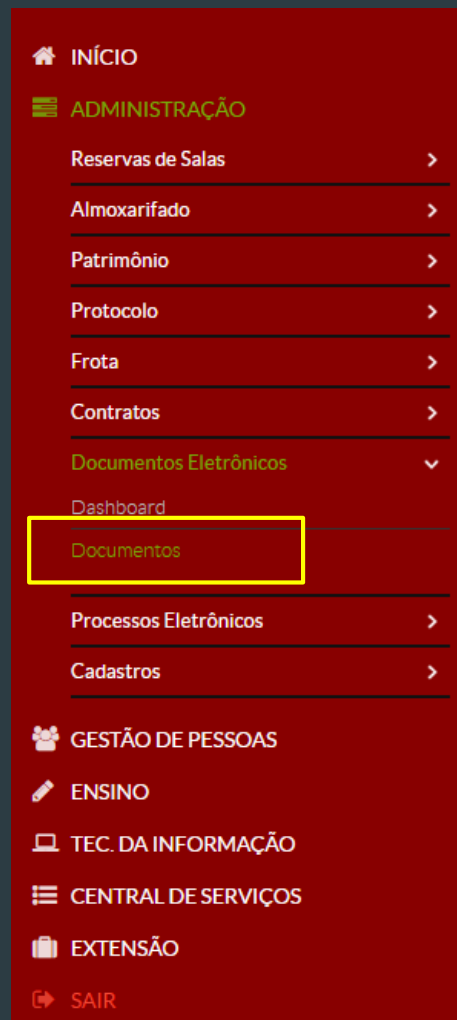 INÍCIO
ADMINISTRAÇÃO
Reservas de Salas
Almoxarifado
Patrimônio
Protocolo
Frota
Contratos
Documentos Eletrônicos
Dashboard
Documentos
Processos Eletrônicos
Cadastros
GESTÃO DE PESSOAS
ENSINO
TEC. DA INFORMAÇÃO
CENTRAL DE SERVIÇOS
EXTENSÃO
SAIR